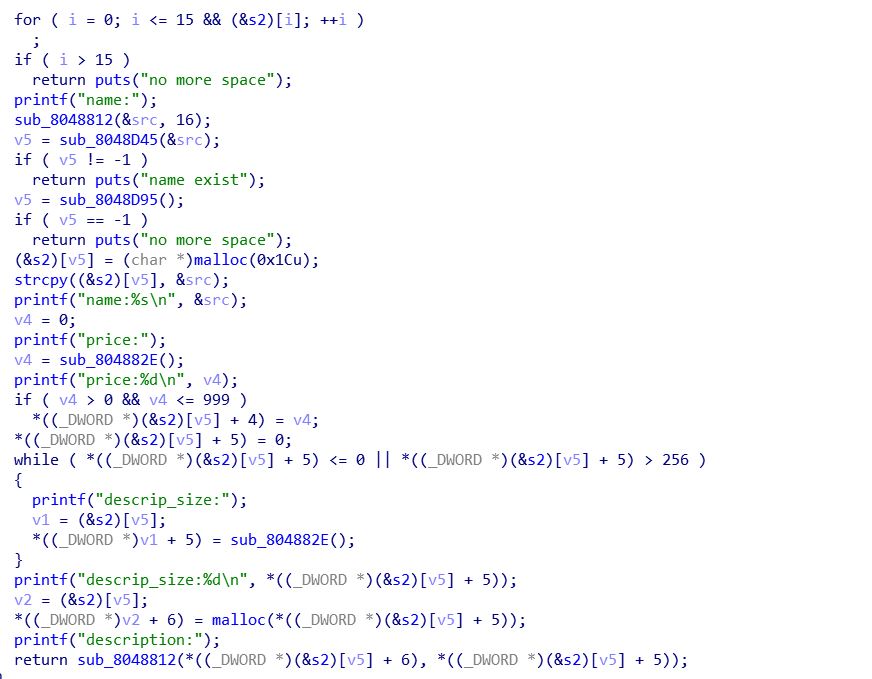 for ( i = 0; i <= 15 && (&s2)[i]; ++i )
;
if ( i > 15 )
return puts("no more space");
printf("name:");
sub_8048812(&src, 16);
v5 = sub_8048D45(&src);
if ( v5 != -1 )
return puts("name exist");
v5 = sub_8048D95();
if ( v5 == -1 )
return puts("no more space");
(&s2)[v5] = (char *)malloc(0x1Cu);
strcpy((&s2)[v5], &src);
printf("name:%s\n", &src);
v4 = 0;
printf("price:");
v4 = sub_804882E();
printf("price:%d\n", v4);
if ( v4 > 0 && v4 <= 999 )
*((_DWORD *)(&s2)[v5] + 4) = v4;
*((_DWORD *)(&s2)[v5] + 5) = 0;
while ( *((_DWORD *)(&s2)[v5] + 5) <= 0 || *((_DWORD *)(&s2)[v5] + 5) > 256 )
{
printf("descrip_size:");
v1 = (&s2)[v5];
*((_DWORD *)v1 + 5) = sub_804882E();
}
printf("descrip_size:%d\n", *((_DWORD *)(&s2)[v5] + 5));
v2 = (&s2)[v5];
*((_DWORD *)v2 + 6) = malloc(*((_DWORD *)(&s2)[v5] + 5));
printf("description:");
return sub_8048812(*((_DWORD *)(&s2)[v5] + 6), *((_DWORD *)(&s2)[v5] + 5));